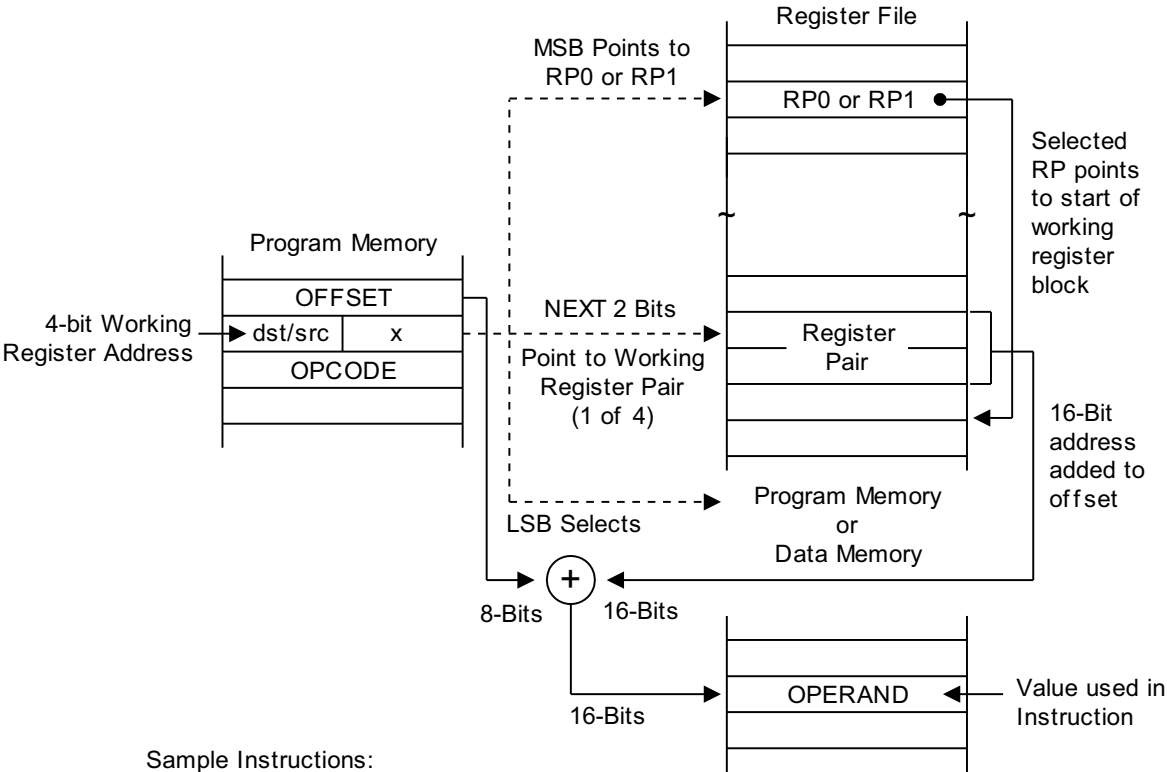 Register File
MSB Points to
RP0 or RP1
RP0 or RP1
Selected
RP points
to start of
working
register
block
~ ~
Program Memory
OFFSET
4-bit Working
Register Address
dst/src x
OPCODE
NEXT 2 Bits
Point to Working
Register Pair
(1 of 4)
Register
Pair
16-Bit
address
added to
offset
LSB Selects
Program Memory
or
Data Memory
+
8-Bits 16-Bits
16-Bits
OPERAND
Value used in
Instruction
Sample Instructions: